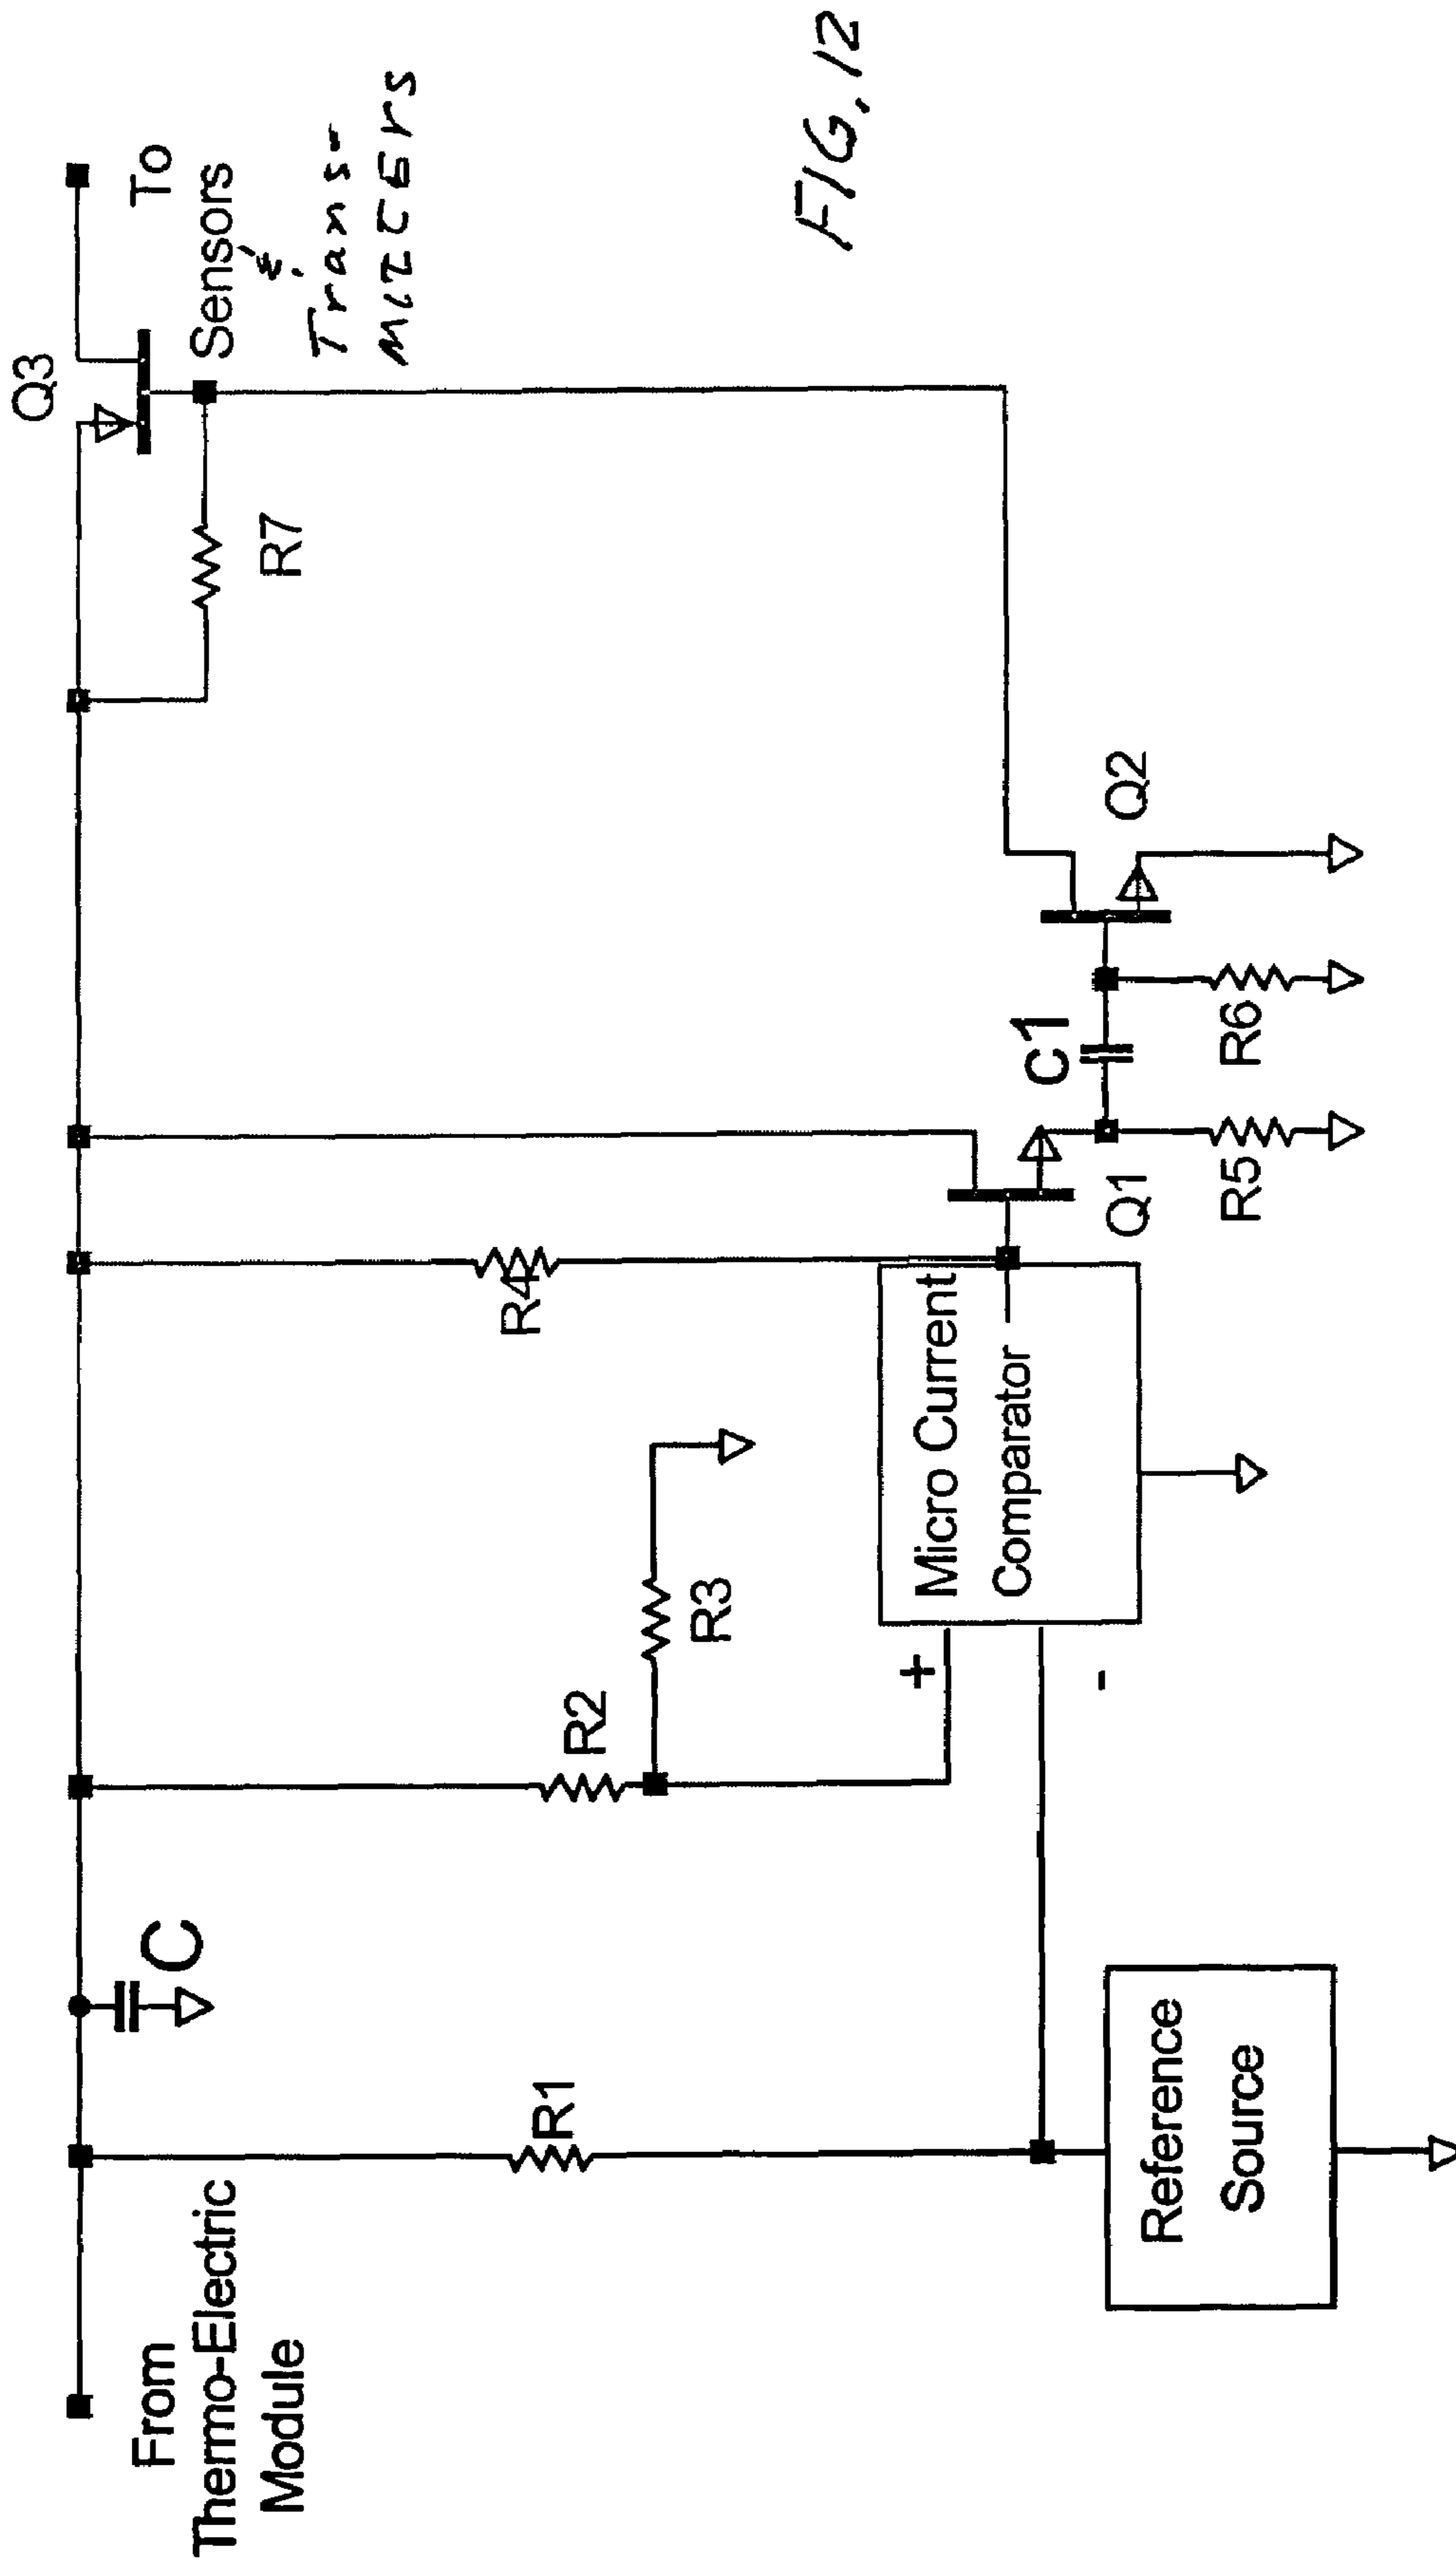 From
Thermo-Electric
Module
R1
C
R2
R3
R4
R7
Q3
To
Sensors
&
Trans-
mitters
Reference
Source
+
-
Micro Current
Comparator
Q1
C1
R5
R6
Q2
FIG. 12